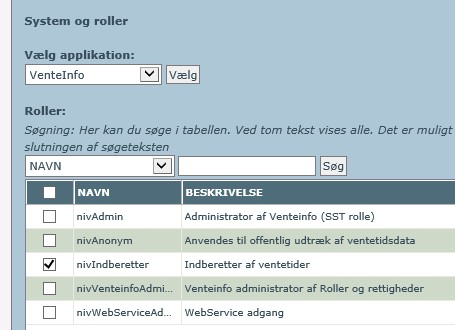 System og roller
Vælg applikation:
VenteInfo Vælg
Roller:
Søgning: Her kan du søge i tabellen. Ved tom tekst vises alle. Det er muligt
slutningen af søgeteksten
NAVN Søg
NAVN BESKRIVELSE
nivAdmin Administrator af Venteinfo (SST rolle)
nivAnonym Anvendes til offentlig udtræk af ventetidsdata
nivIndberetter Indberetter af ventetider
nivVenteinfoAdmi... Venteinfo administrator af Roller og rettigheder
nivWebServiceAd... WebService adgang